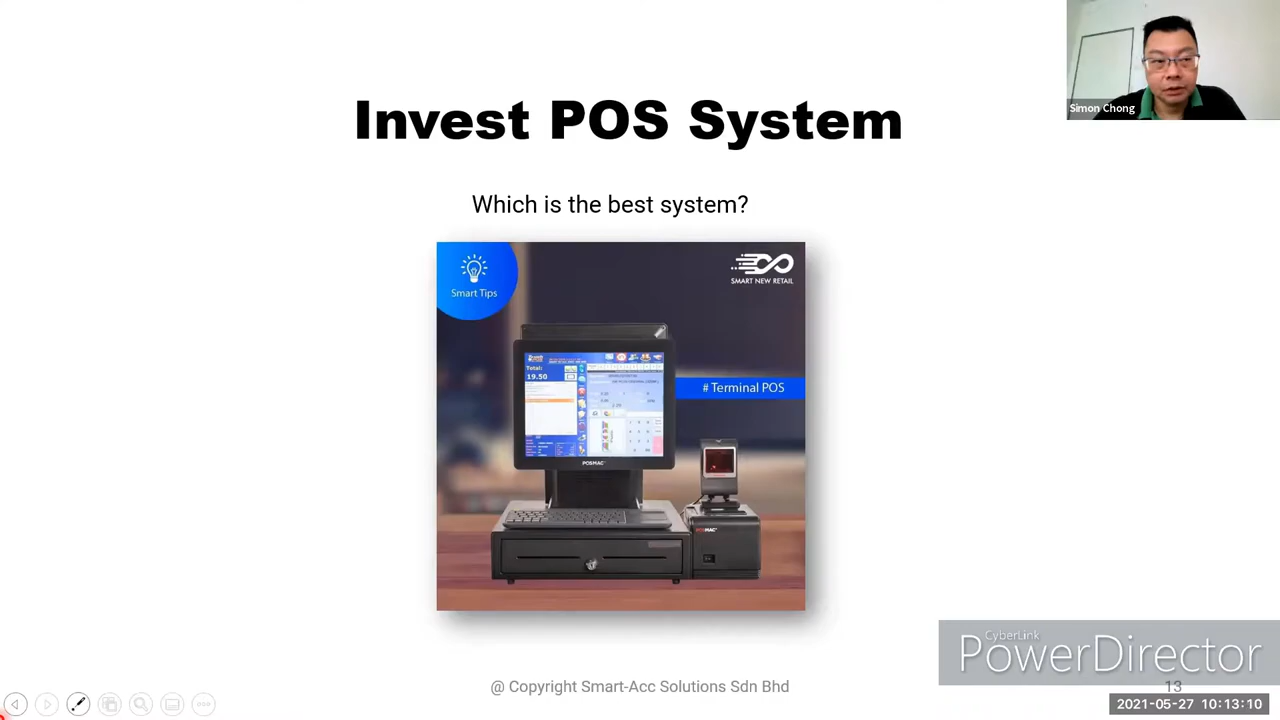 Simon Chong
Invest POS System
Which is the best system?
Smart Tips
SMART NEW RETAIL
Total:
19.50
# Terminal POS
POSMAC
@ Copyright Smart-Acc Solutions Sdn Bhd
CyberLink
PowerDirector
13
2021-05-27 10:13:10